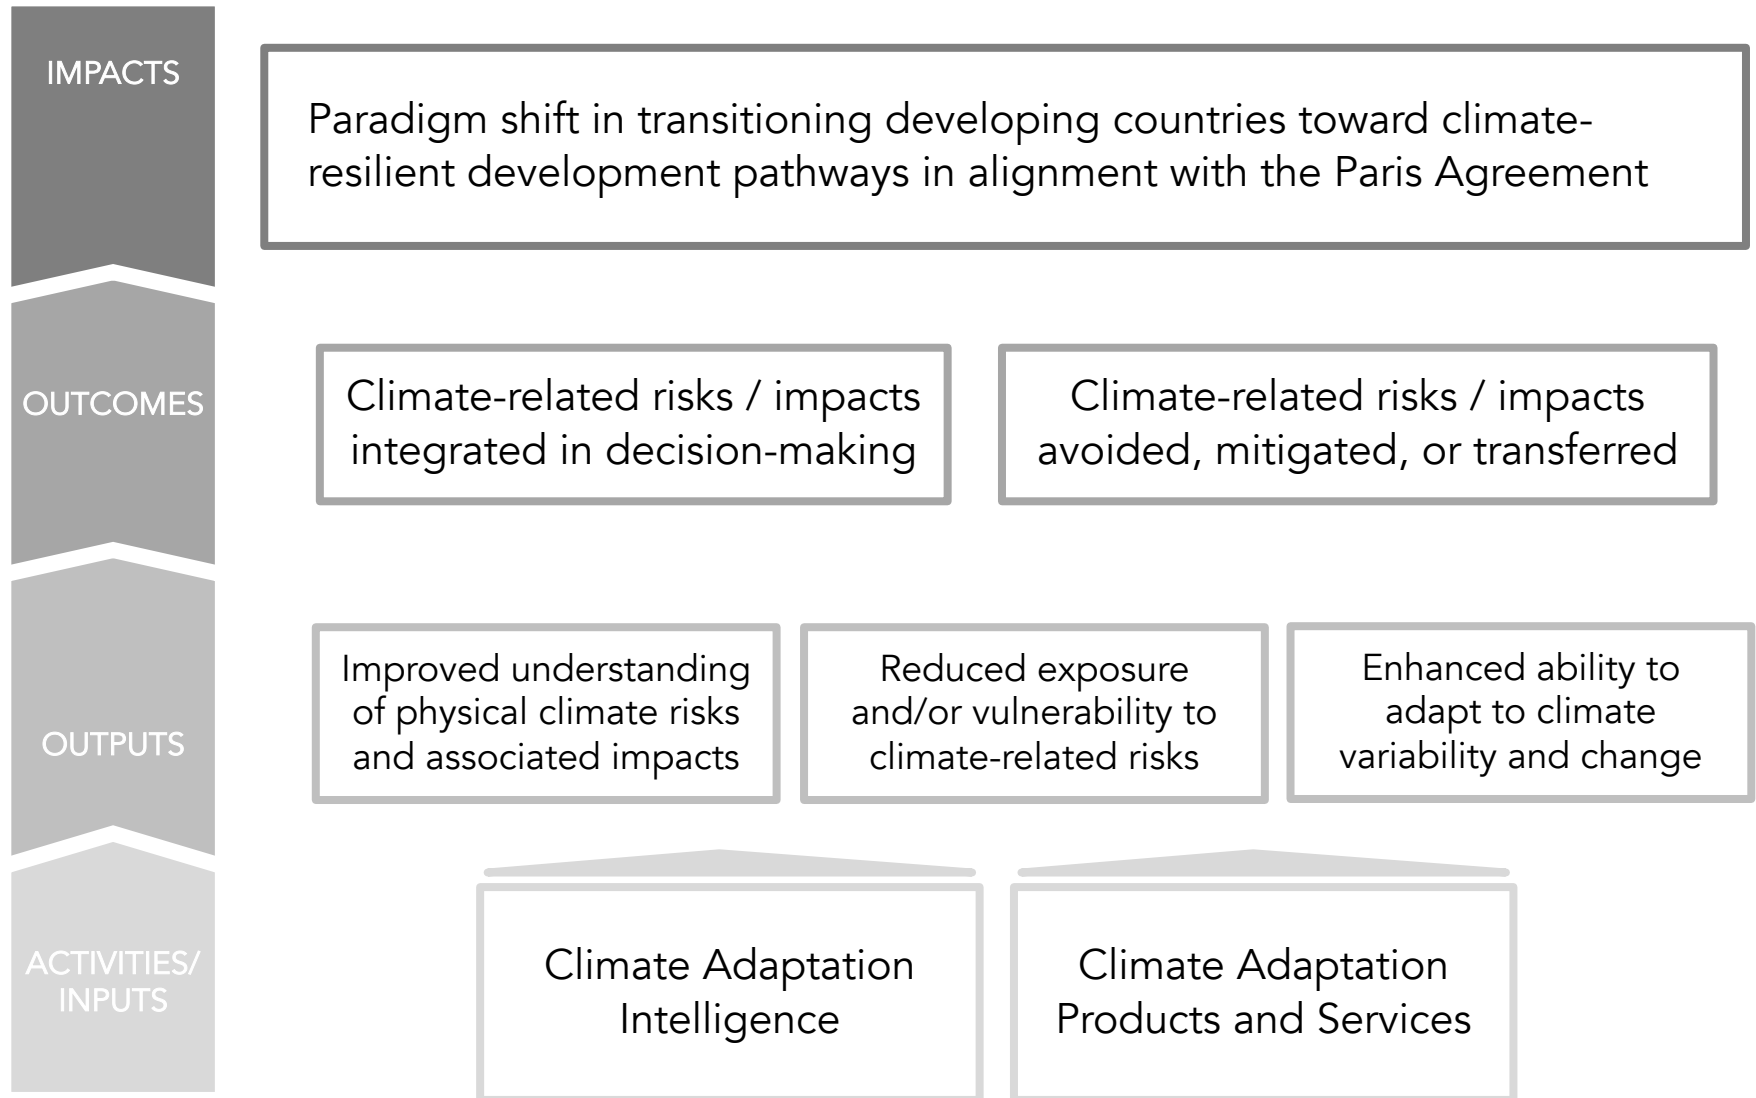 IMPACTS
Paradigm shift in transitioning developing countries toward climate-
resilient development pathways in alignment with the Paris Agreement
OUTCOMES
Climate-related risks / impacts
integrated in decision-making
Climate-related risks / impacts
avoided, mitigated, or transferred
OUTPUTS
Improved understanding
of physical climate risks
and associated impacts
Reduced exposure
and/or vulnerability to
climate-related risks
Enhanced ability to
adapt to climate
variability and change
ACTIVITIES/
INPUTS
Climate Adaptation
Intelligence
Climate Adaptation
Products and Services